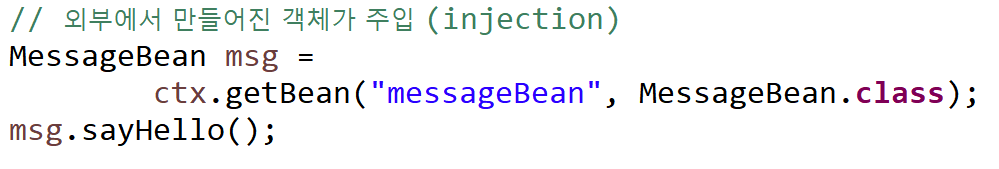 // 외부에서 만들어진 객체가 주입 (injection)
MessageBean msg =
ctx.getBean("messageBean", MessageBean.class);
msg.sayHello();